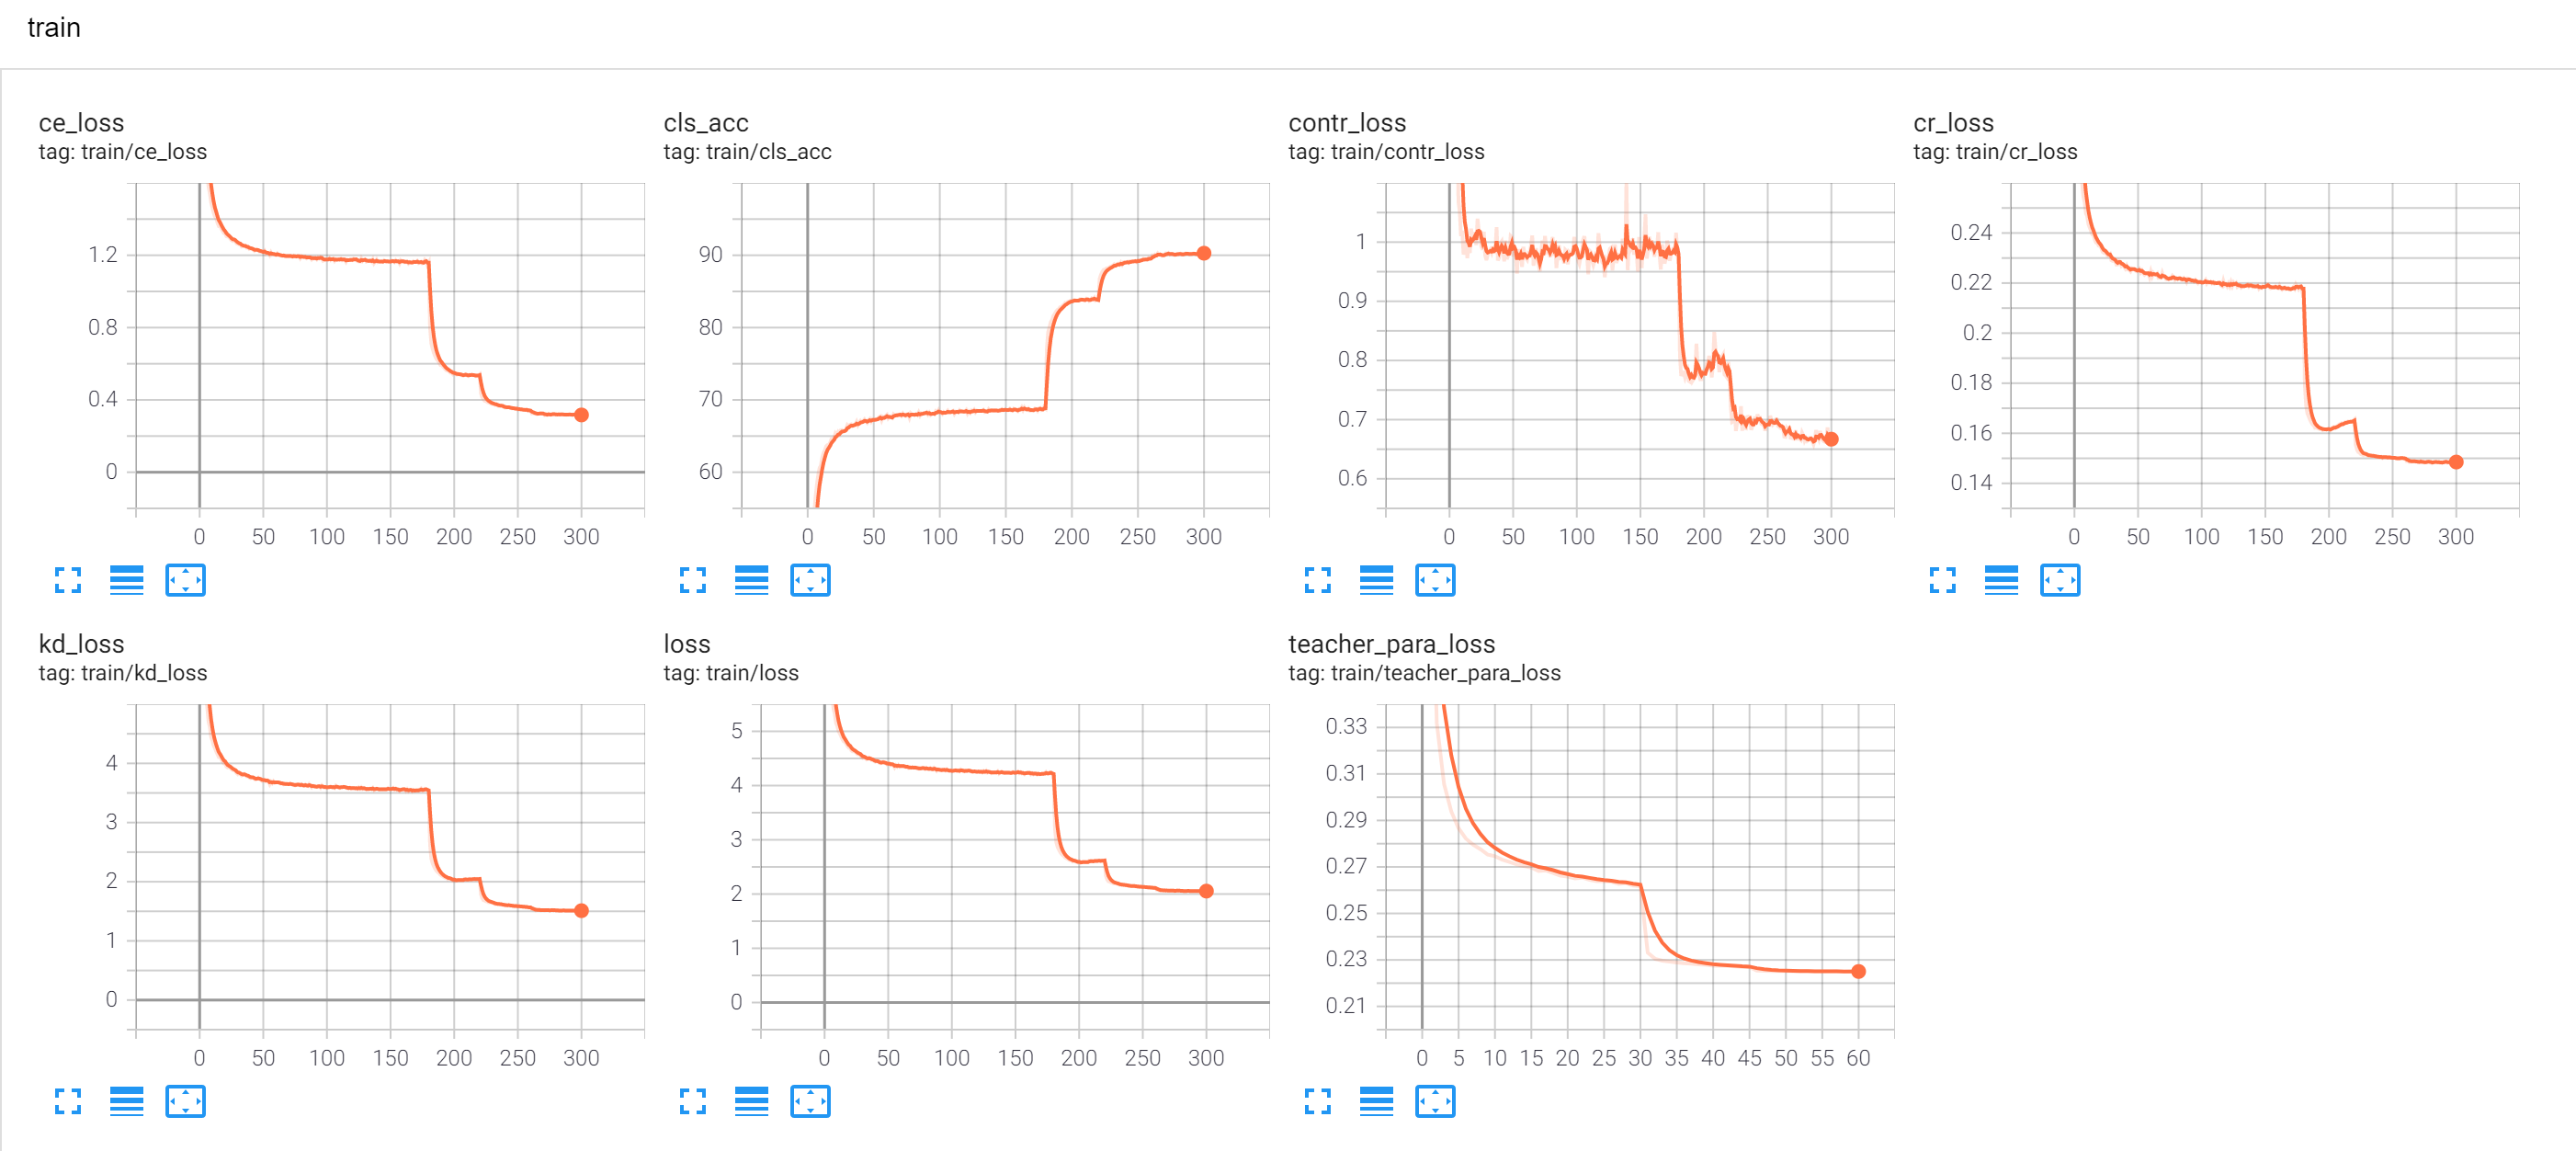 train
ce_loss
tag: train/ce_loss
1.2
0.8
0.4
0
0 50 100 150 200 250 300
cls_acc
tag: train/cls_acc
90
80
70
60
0 50 100 150 200 250 300
contr_loss
tag: train/contr_loss
1
0.9
0.8
0.7
0.6
0 50 100 150 200 250 300
cr_loss
tag: train/cr_loss
0.24
0.22
0.2
0.18
0.16
0.14
0 50 100 150 200 250 300
kd_loss
tag: train/kd_loss
4
3
2
1
0
0 50 100 150 200 250 300
loss
tag: train/loss
5
4
3
2
1
0
0 50 100 150 200 250 300
teacher_para_loss
tag: train/teacher_para_loss
0.33
0.31
0.29
0.27
0.25
0.23
0.21
0 5 10 15 20 25 30 35 40 45 50 55 60